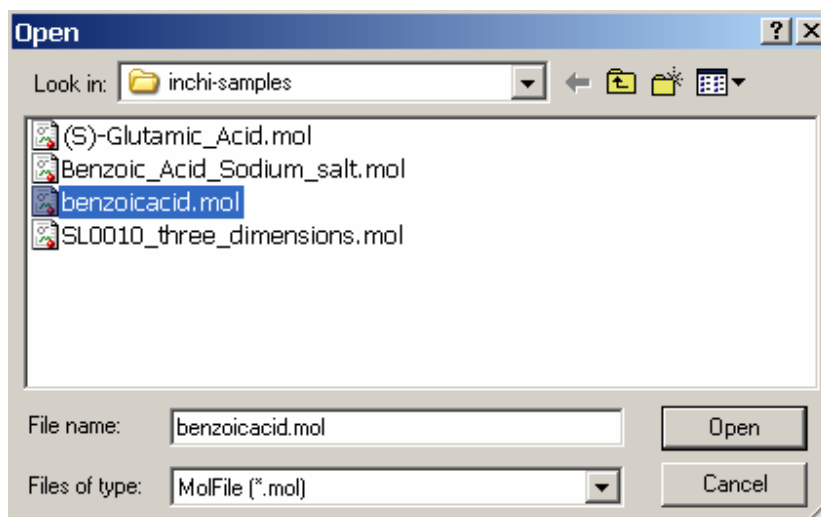 Open
Look in: inchi-samples
(S)-Glutamic_Acid.mol
Benzoic_Acid_Sodium_salt.mol
benzoicacid.mol
SL0010_three_dimensions.mol
File name: benzoicacid.mol Open
Files of type: MolFile (*.mol) Cancel